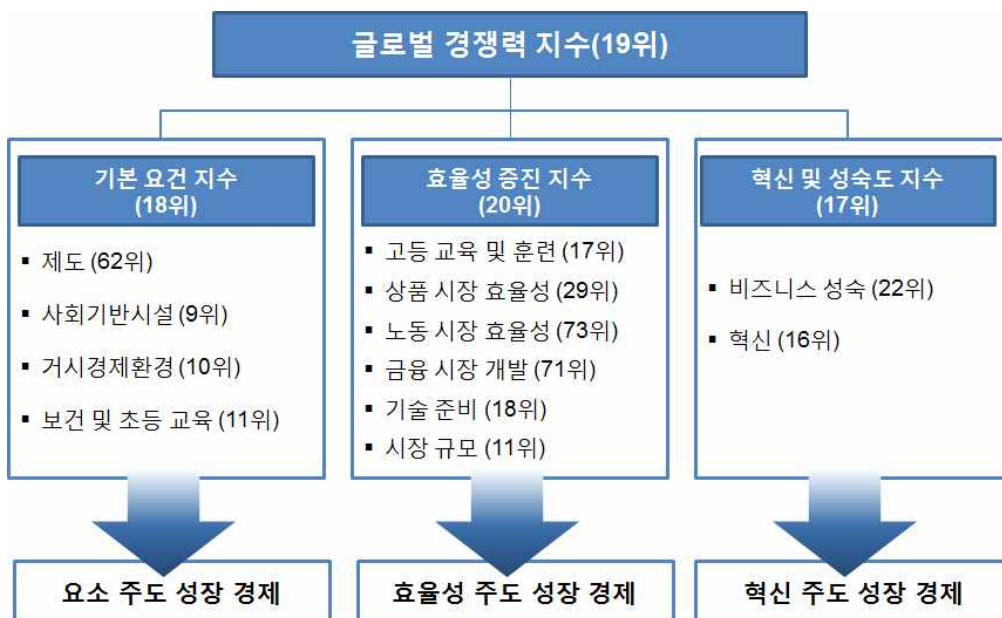 글로벌 경쟁력 지수(19위)
기본 요건 지수
(18위)
▪ 제도 (62위)
▪ 사회기반시설 (9위)
▪ 거시경제환경 (10위)
▪ 보건 및 초등 교육 (11위)
요소 주도 성장 경제
효율성 증진 지수
(20위)
▪ 고등 교육 및 훈련 (17위)
▪ 상품 시장 효율성 (29위)
▪ 노동 시장 효율성 (73위)
▪ 금융 시장 개발 (71위)
▪ 기술 준비 (18위)
▪ 시장 규모 (11위)
효율성 주도 성장 경제
혁신 및 성숙도 지수
(17위)
▪ 비즈니스 성숙 (22위)
▪ 혁신 (16위)
혁신 주도 성장 경제